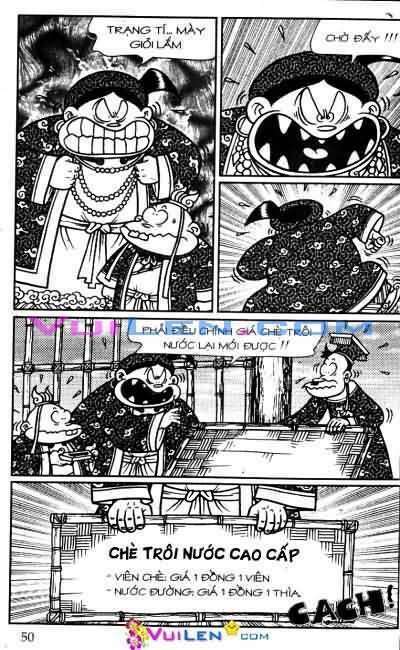 TRẠNG TÍ... MÀY
GIỎI LẮM
CHỜ ĐẤY !!!
VUILEN.COM
PHẢI ĐIỀU CHỈNH GIÁ CHÈ TRÔI
NƯỚC LẠI MỚI ĐƯỢC !!
CHÈ TRÔI NƯỚC CAO CẤP
- VIÊN CHÈ: GIÁ 1 ĐỒNG 1 VIÊN
- NƯỚC ĐƯỜNG: GIÁ 1 ĐỒNG 1 THÌA.
CẠCH!
50
VUILEN.COM